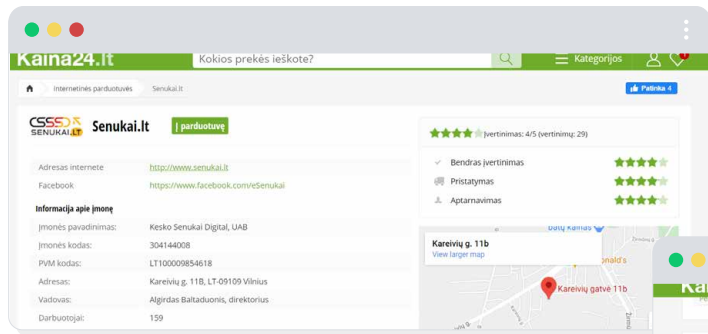 Kaina24.lt
Kokios prekės ieškote?
Kategorijos
Internetinės parduotuvės
Senukai.lt
Patinka 4
SENUKAI.LT
Senukai.lt
Į parduotuvę
Įvertinimas: 4/5 (vertinimų: 29)
Adresas internete http://www.senukai.lt
Facebook https://www.facebook.com/eSenukai
Informacija apie įmonę
Įmonės pavadinimas: Kesko Senukai Digital, UAB
Įmonės kodas: 304144008
PVM kodas: LT100009854618
Adresas: Kareivių g. 11B, LT-09109 Vilnius
Vadovas: Algirdas Baltaduonis, direktorius
Darbuotojai: 159
Bendras įvertinimas
Pristatymas
Aptarnavimas
Kareivių g. 11b
View larger map
Batų kalnas
Kareivių gatvė 11b